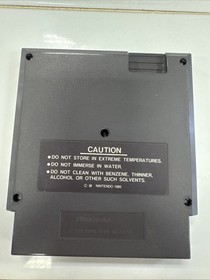 CAUTION
● DO NOT STORE IN EXTREME TEMPERATURES.
● DO NOT IMMERSE IN WATER
● DO NOT CLEAN WITH BENZENE, THINNER,
ALCOHOL OR OTHER SUCH SOLVENTS.
NINTENDO 1985